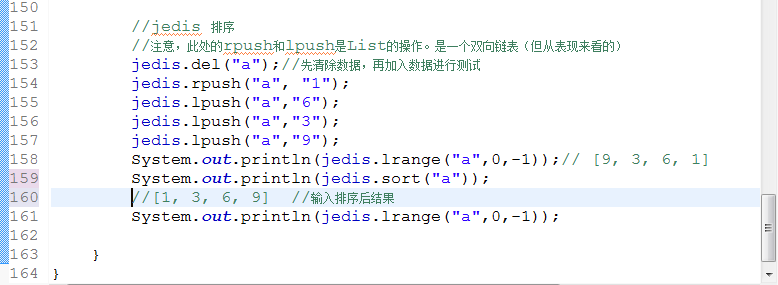 150
151 //jedis 排序
152 //注意，此处的rpush和lpush是List的操作。是一个双向链表（但从表现来看的）
153 jedis.del("a");//先清除数据，再加入数据进行测试
154 jedis.rpush("a", "1");
155 jedis.lpush("a","6");
156 jedis.lpush("a","3");
157 jedis.lpush("a","9");
158 System.out.println(jedis.lrange("a",0,-1));// [9, 3, 6, 1]
159 System.out.println(jedis.sort("a"));
160 //[1, 3, 6, 9] //输入排序后结果
161 System.out.println(jedis.lrange("a",0,-1));
162
163 }
164 }